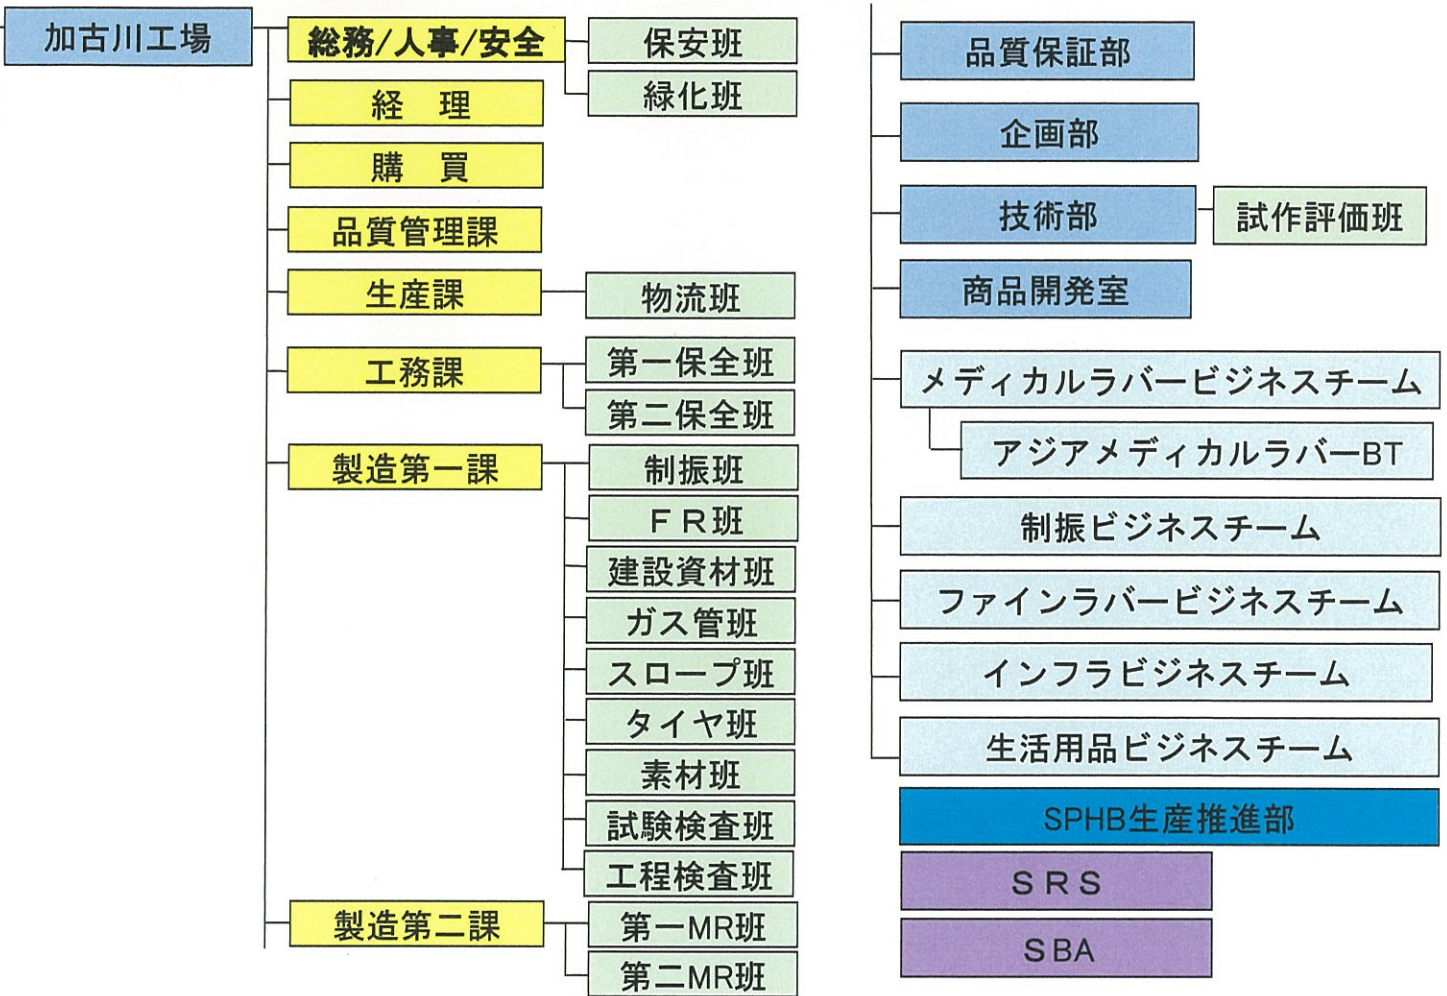 加古川工場
総務/人事/安全
保安班
緑化班
経　理
購　買
品質管理課
生産課
物流班
工務課
第一保全班
第二保全班
製造第一課
制振班
ＦＲ班
建設資材班
ガス管班
スロープ班
タイヤ班
素材班
試験検査班
工程検査班
製造第二課
第一MR班
第二MR班
品質保証部
企画部
技術部
試作評価班
商品開発室
メディカルラバービジネスチーム
アジアメディカルラバーBT
制振ビジネスチーム
ファインラバービジネスチーム
インフラビジネスチーム
生活用品ビジネスチーム
SPHB生産推進部
ＳＲＳ
SBA